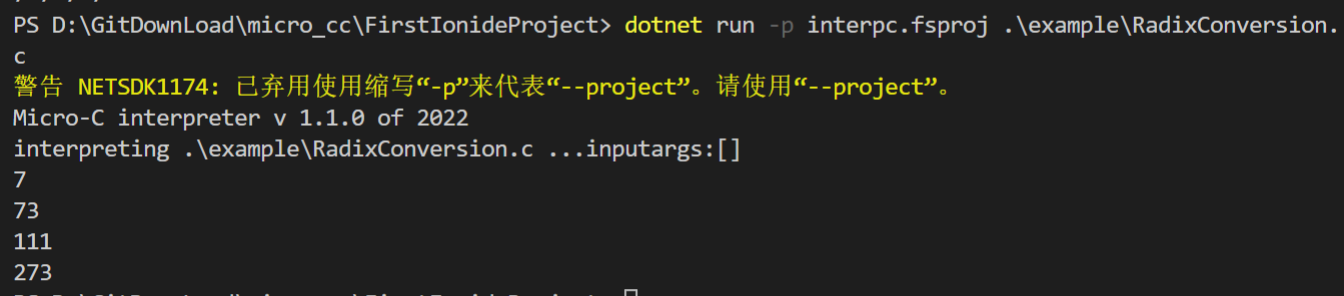 PS D:\GitDownLoad\micro_cc\FirstIonideProject> dotnet run -p interpc.fsproj .\example\RadixConversion.
c
警告 NETSDK1174: 已弃用使用缩写“-p”来代表“--project”。请使用“--project”。
Micro-C interpreter v 1.1.0 of 2022
interpreting .\example\RadixConversion.c ...inputargs:[]
7
73
111
273